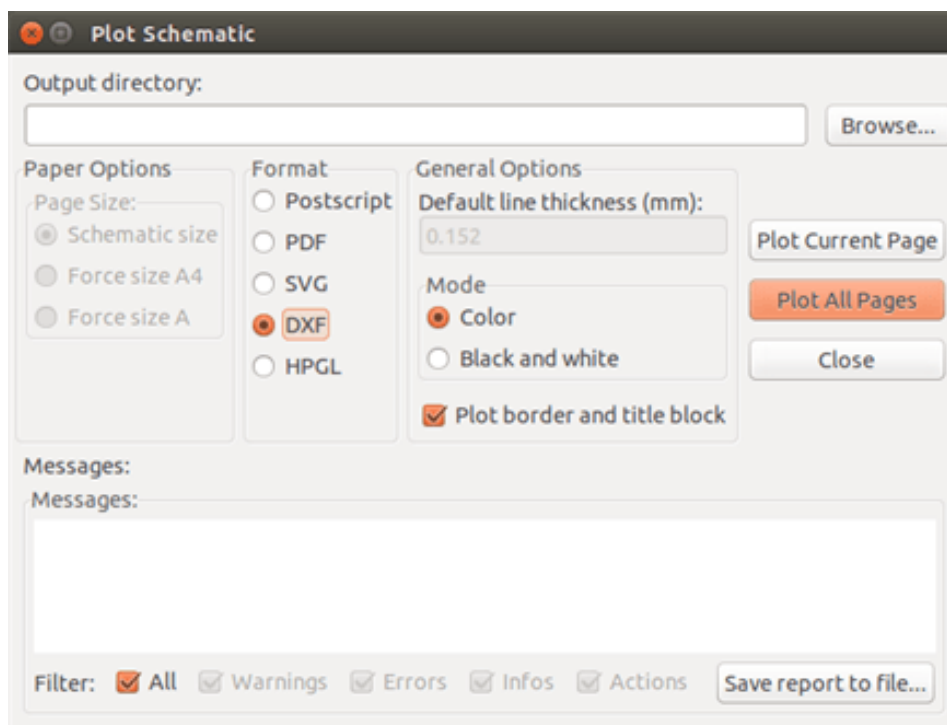 Plot Schematic
Output directory:
Browse...
Paper Options
Page Size:
Schematic size
Force size A4
Force size A
Format
Postscript
PDF
SVG
DXF
HPGL
General Options
Default line thickness (mm):
0.152
Mode
Color
Black and white
Plot border and title block
Plot Current Page
Plot All Pages
Close
Messages:
Messages:
Filter: All Warnings Errors Infos Actions Save report to file...